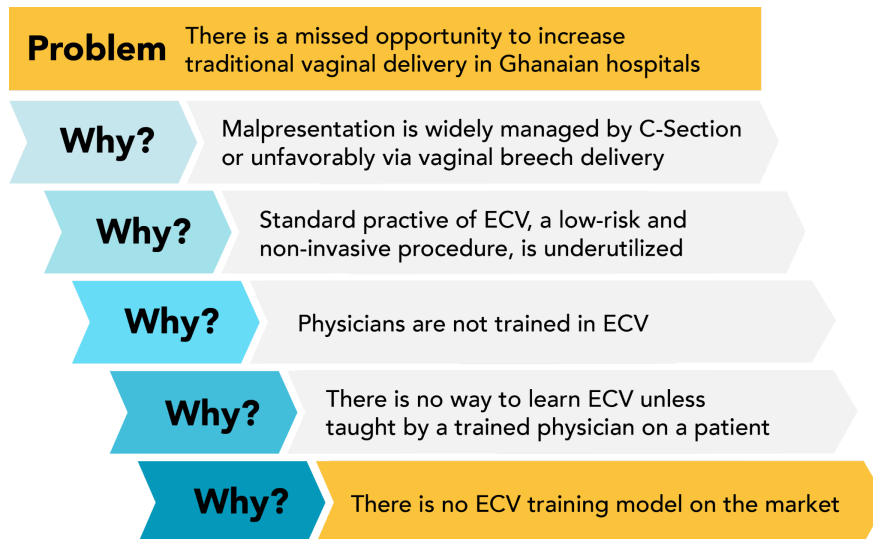 Problem
There is a missed opportunity to increase
traditional vaginal delivery in Ghanaian hospitals
Why?
Malpresentation is widely managed by C-Section
or unfavorably via vaginal breech delivery
Why?
Standard practive of ECV, a low-risk and
non-invasive procedure, is underutilized
Why?
Physicians are not trained in ECV
Why?
There is no way to learn ECV unless
taught by a trained physician on a patient
Why?
There is no ECV training model on the market